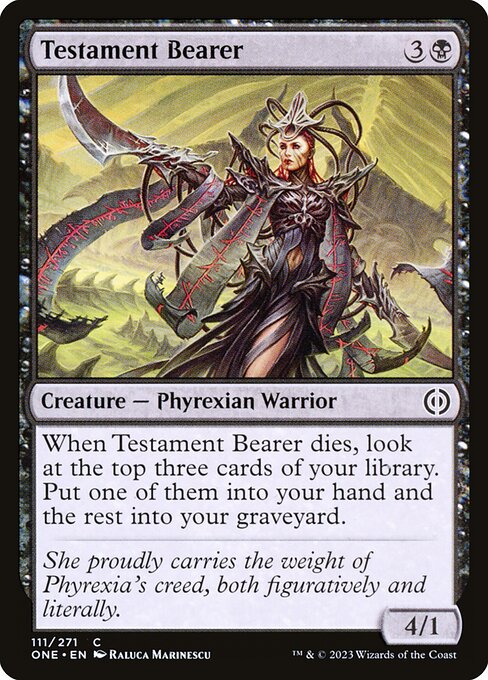 Testament Bearer 3
Creature — Phyrexian Warrior
When Testament Bearer dies, look
at the top three cards of your library.
Put one of them into your hand and
the rest into your graveyard.
She proudly carries the weight of
Phyrexia's creed, both figuratively and
literally.
4/1
111/271 C
ONE • EN Raluca Marinescu ™ & © 2023 Wizards of the Coast